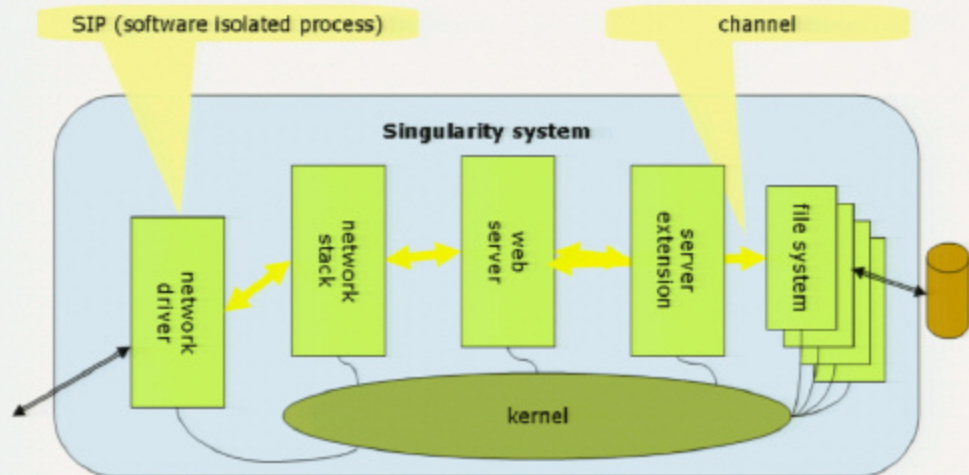 SIP (software isolated process)
channel
Singularity system
network
driver
network
stack
web
server
server
extension
file system
kernel